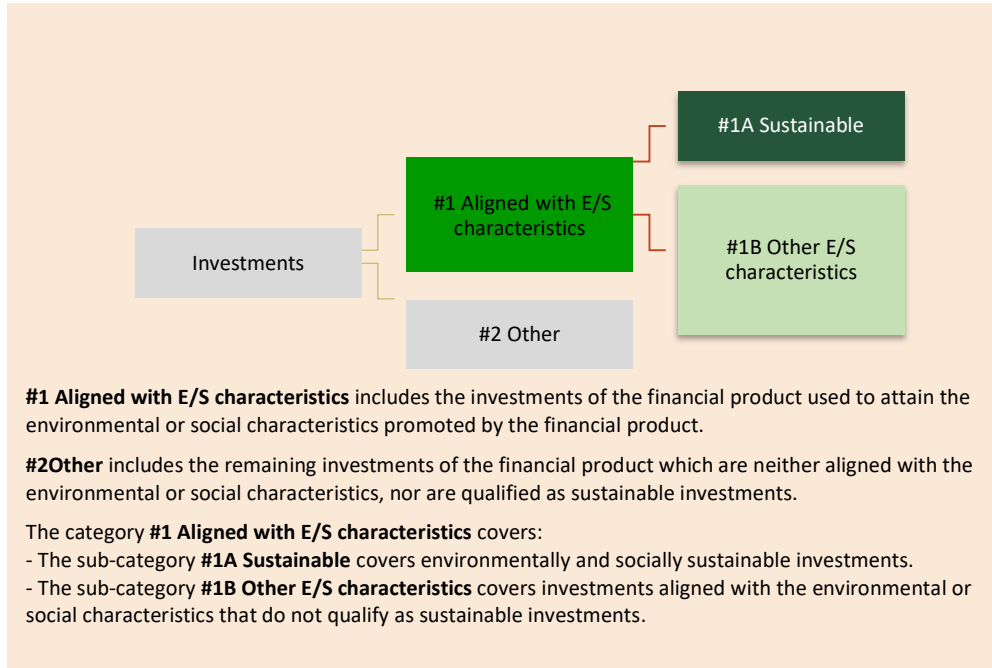 #1A Sustainable
#1 Aligned with E/S
characteristics
#1B Other E/S
characteristics
Investments
#2 Other
#1 Aligned with E/S characteristics includes the investments of the financial product used to attain the
environmental or social characteristics promoted by the financial product.
#2Other includes the remaining investments of the financial product which are neither aligned with the
environmental or social characteristics, nor are qualified as sustainable investments.
The category #1 Aligned with E/S characteristics covers:
- The sub-category #1A Sustainable covers environmentally and socially sustainable investments.
- The sub-category #1B Other E/S characteristics covers investments aligned with the environmental or
social characteristics that do not qualify as sustainable investments.